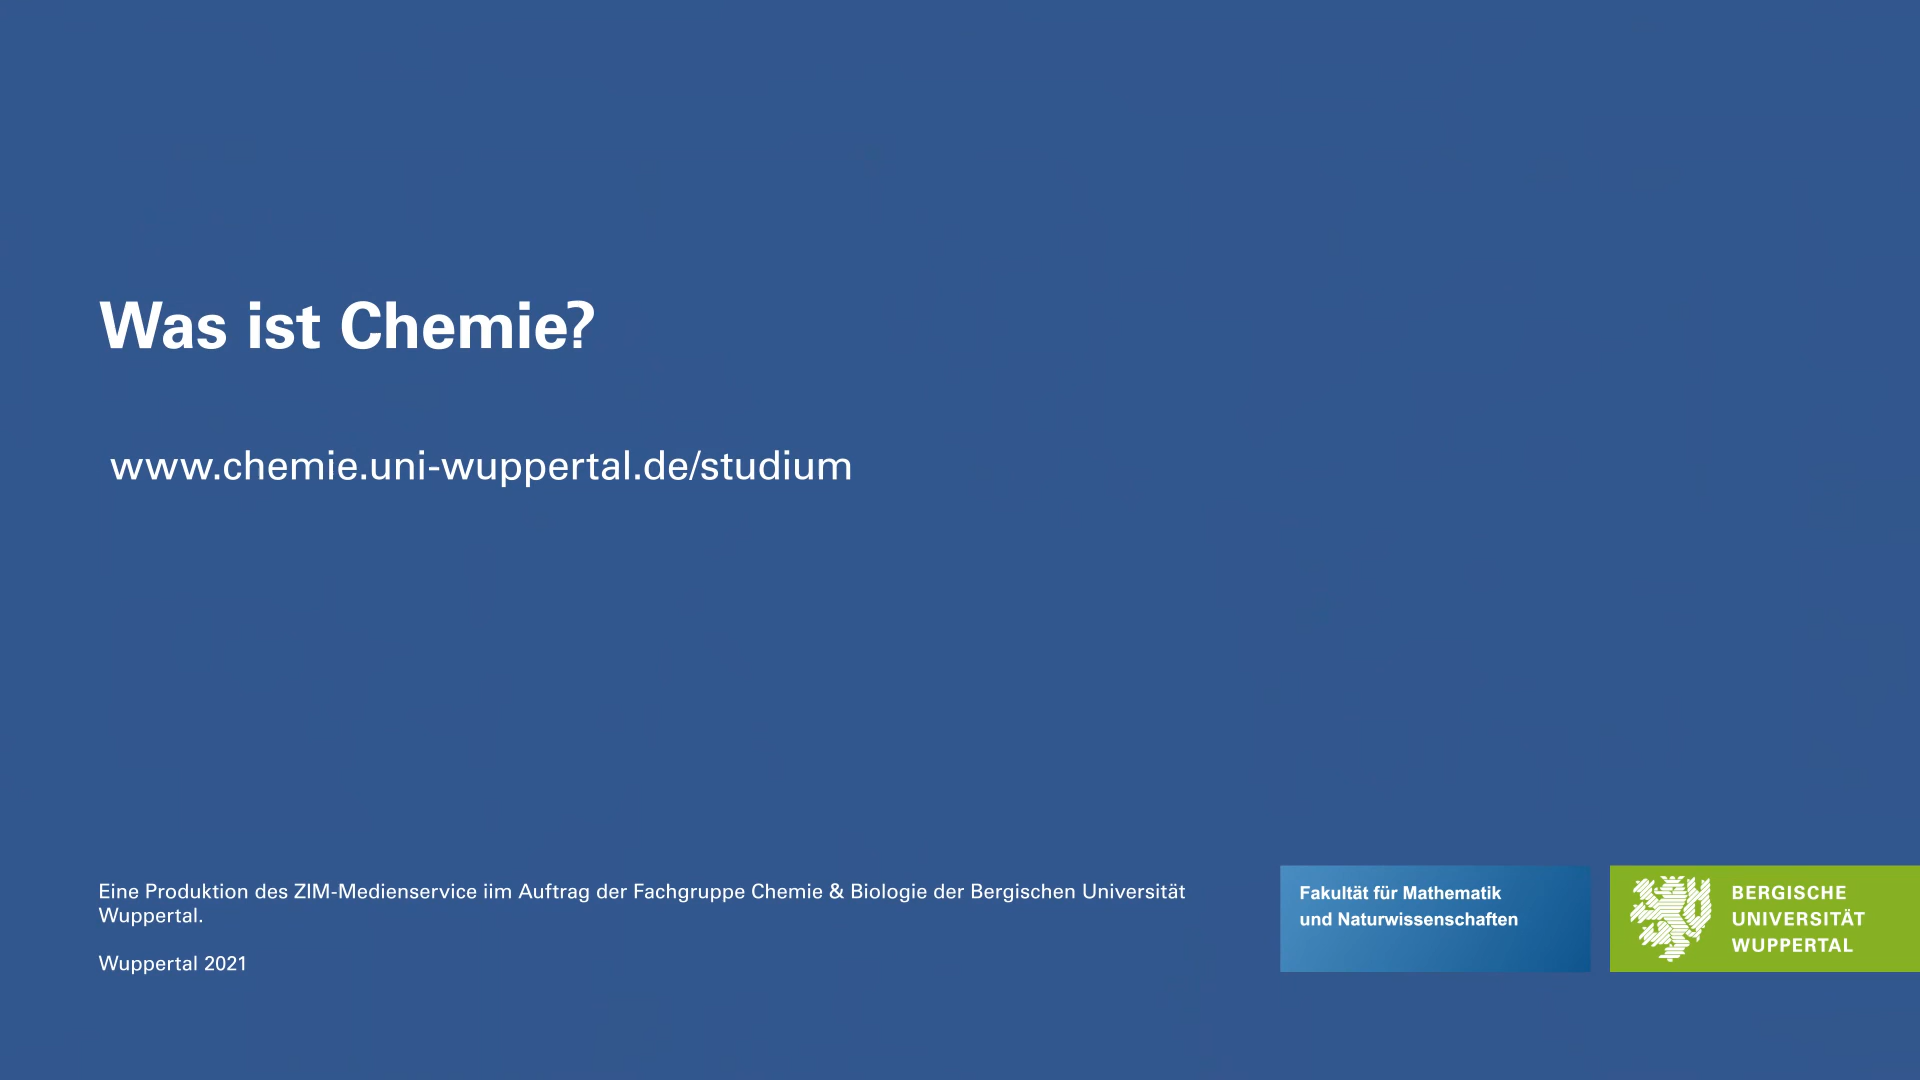 Was ist Chemie?
www.chemie.uni-wuppertal.de/studium
Eine Produktion des ZIM-Medienservice iim Auftrag der Fachgruppe Chemie & Biologie der Bergischen Universität
Wuppertal.
Wuppertal 2021
Fakultät für Mathematik
und Naturwissenschaften
BERGISCHE
UNIVERSITÄT
WUPPERTAL